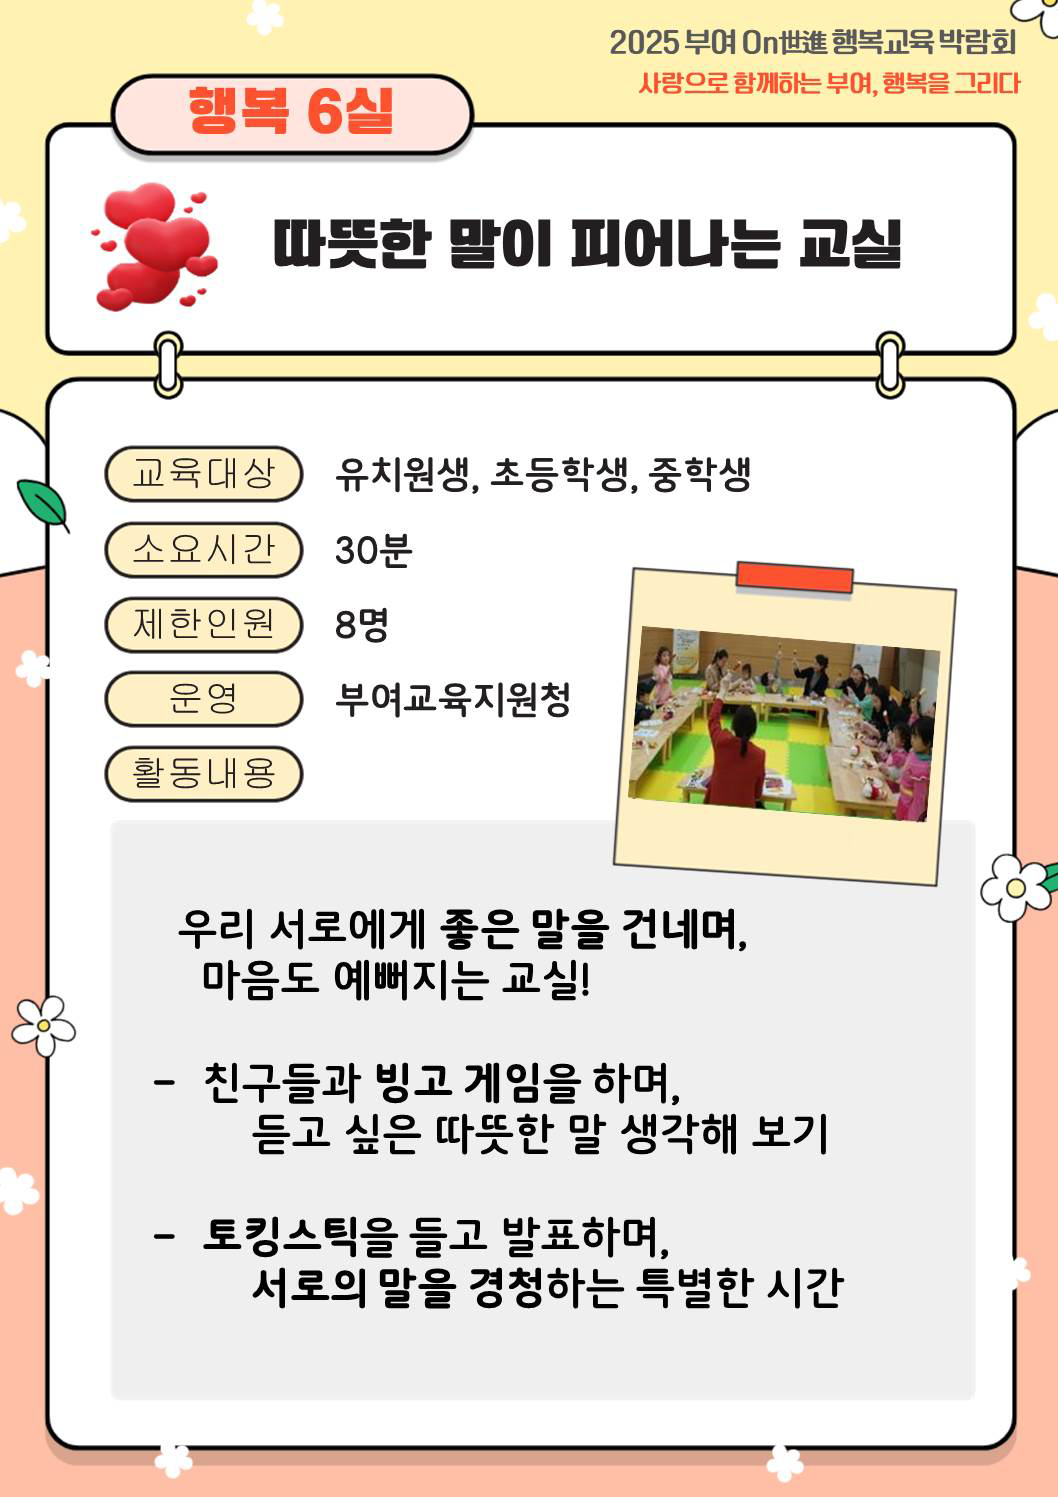 2025 부여 On世進 행복교육 박람회
사랑으로 함께하는 부여, 행복을 그리다
행복 6실
따뜻한 말이 피어나는 교실
교육대상 유치원생, 초등학생, 중학생
소요시간 30분
제한인원 8명
운영 부여교육지원청
활동내용
우리 서로에게 좋은 말을 건네며,
마음도 예뻐지는 교실!
- 친구들과 빙고 게임을 하며,
듣고 싶은 따뜻한 말 생각해 보기
- 토킹스틱을 들고 발표하며,
서로의 말을 경청하는 특별한 시간